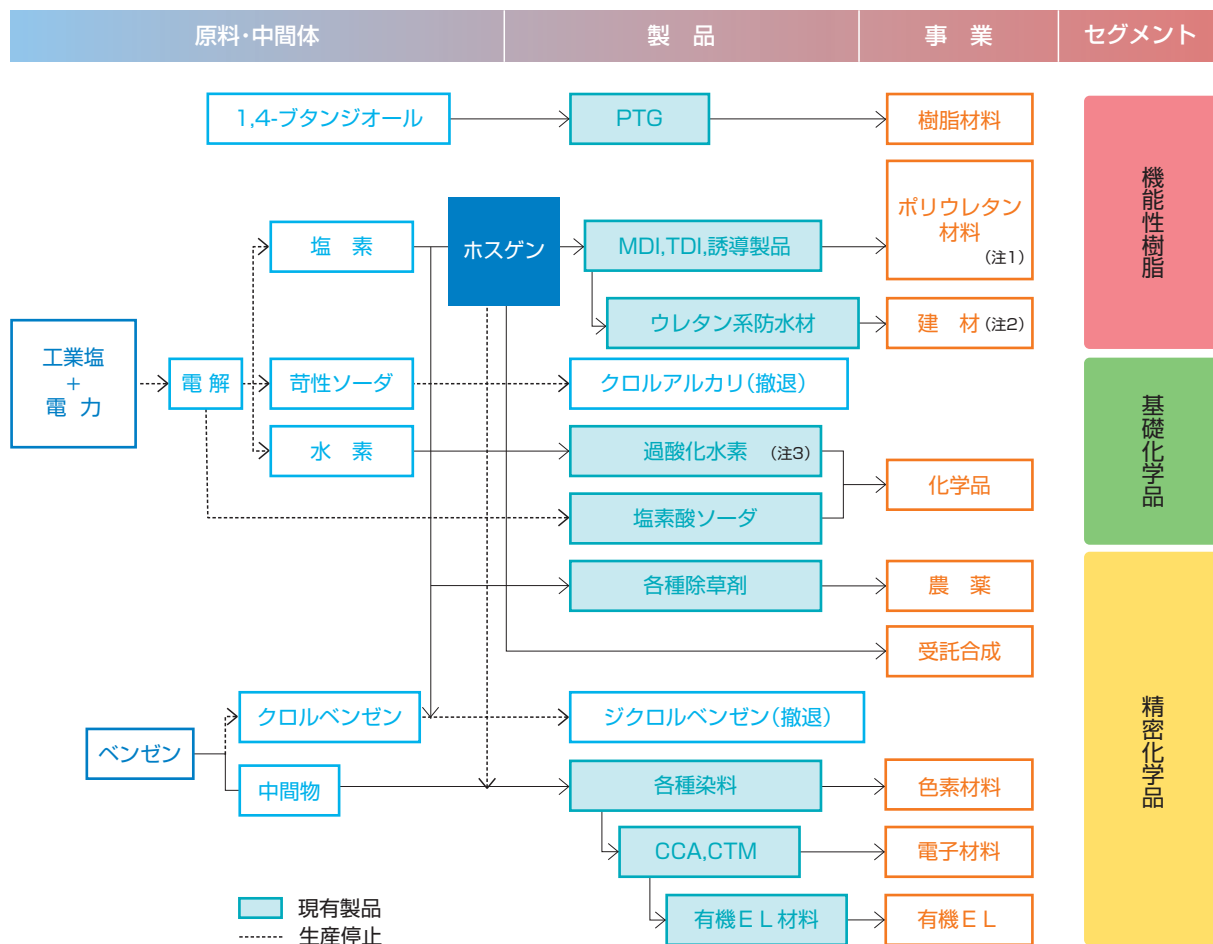 原料・中間体
製 品
事 業
セグメント
1,4-ブタンジオール
PTG
樹脂材料
機能性樹脂
塩 素
ホスゲン
MDI,TDI,誘導製品
ポリウレタン
材料
(注1)
ウレタン系防水材
建 材 (注2)
工業塩
+
電 力
電 解
苛性ソーダ
クロルアルカリ(撤退)
基礎化学品
水 素
過酸化水素 (注3)
化学品
塩素酸ソーダ
各種除草剤
農 薬
受託合成
精密化学品
クロルベンゼン
ジクロルベンゼン(撤退)
ベンゼン
中間物
各種染料
色素材料
CCA,CTM
電子材料
有機EL材料
有機EL
現有製品
生産停止